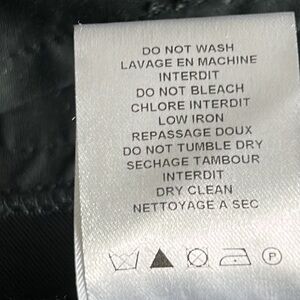 DO NOT WASH
LAVAGE EN MACHINE
INTERDIT
DO NOT BLEACH
CHLORE INTERDIT
LOW IRON
REPASSAGE DOUX
DO NOT TUMBLE DRY
SECHAGE TAMBOUR
INTERDIT
DRY CLEAN
NETTOYAGE A SEC
P